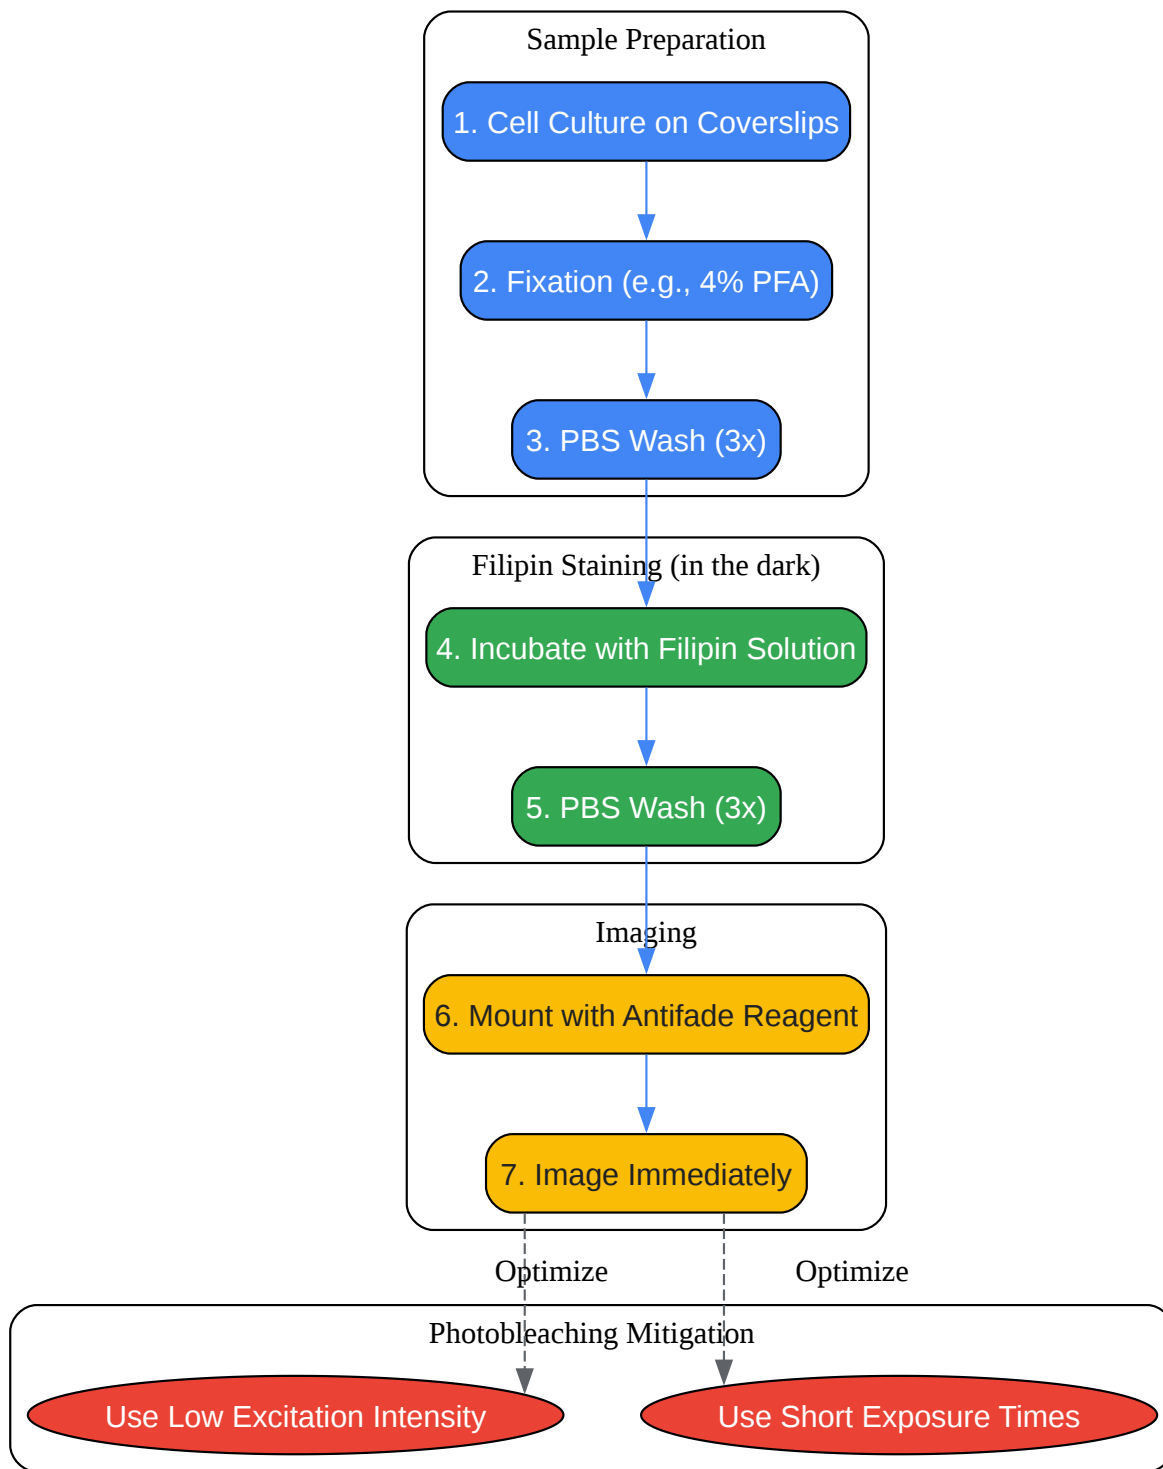 Sample Preparation
1. Cell Culture on Coverslips
2. Fixation (e.g., 4% PFA)
3. PBS Wash (3x)
Filipin Staining (in the dark)
4. Incubate with Filipin Solution
5. PBS Wash (3x)
Imaging
6. Mount with Antifade Reagent
7. Image Immediately
Optimize
Optimize
Photobleaching Mitigation
Use Low Excitation Intensity
Use Short Exposure Times